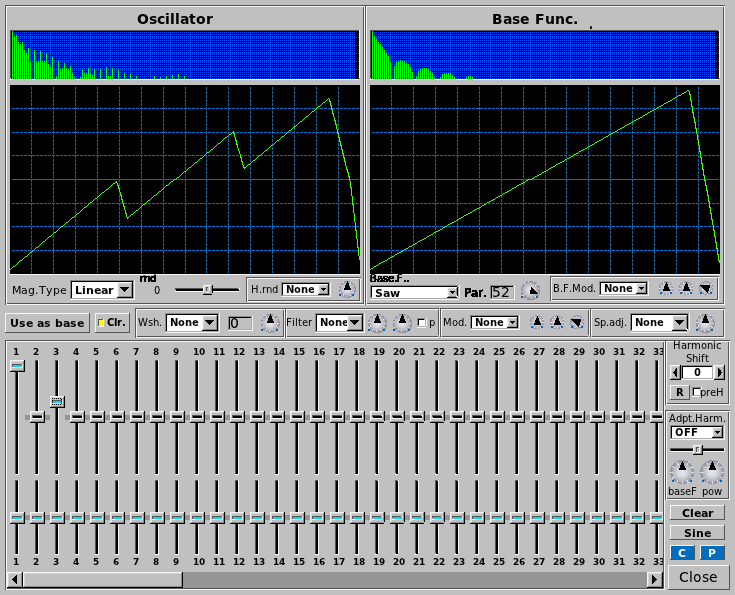 Oscillator
Base Func.
Mag.Type Linear rnd 0 H.rnd None
Base.F.. Saw Par. 52 B.F.Mod. None
Use as base Clr. Wsh. None 0 Filter None p Mod. None Sp.adj. None
1 2 3 4 5 6 7 8 9 10 11 12 13 14 15 16 17 18 19 20 21 22 23 24 25 26 27 28 29 30 31 32 33
Harmonic
Shift
0
R preH
Adpt.Harm.
OFF
r
baseF pow
Clear
Sine
C P
1 2 3 4 5 6 7 8 9 10 11 12 13 14 15 16 17 18 19 20 21 22 23 24 25 26 27 28 29 30 31 32 33
Close